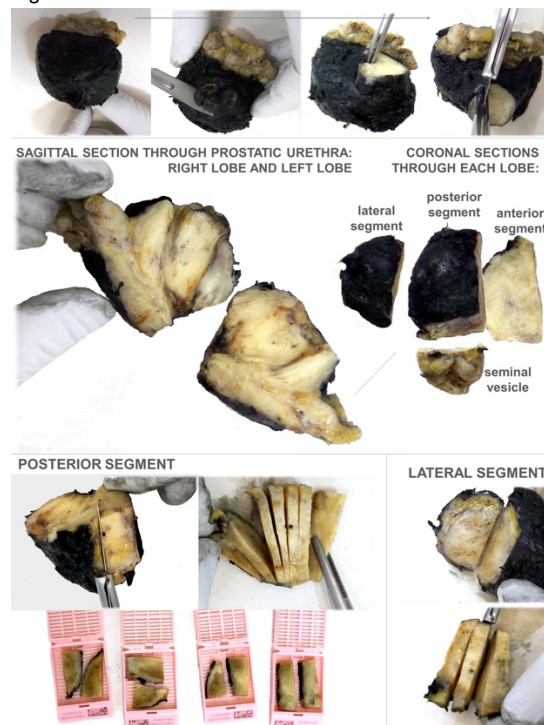 SAGITTAL SECTION THROUGH PROSTATIC URETHRA:
RIGHT LOBE AND LEFT LOBE
CORONAL SECTIONS
THROUGH EACH LOBE:
lateral
segment
posterior
segment
anterior
segment
seminal
vesicle
POSTERIOR SEGMENT
LATERAL SEGMENT